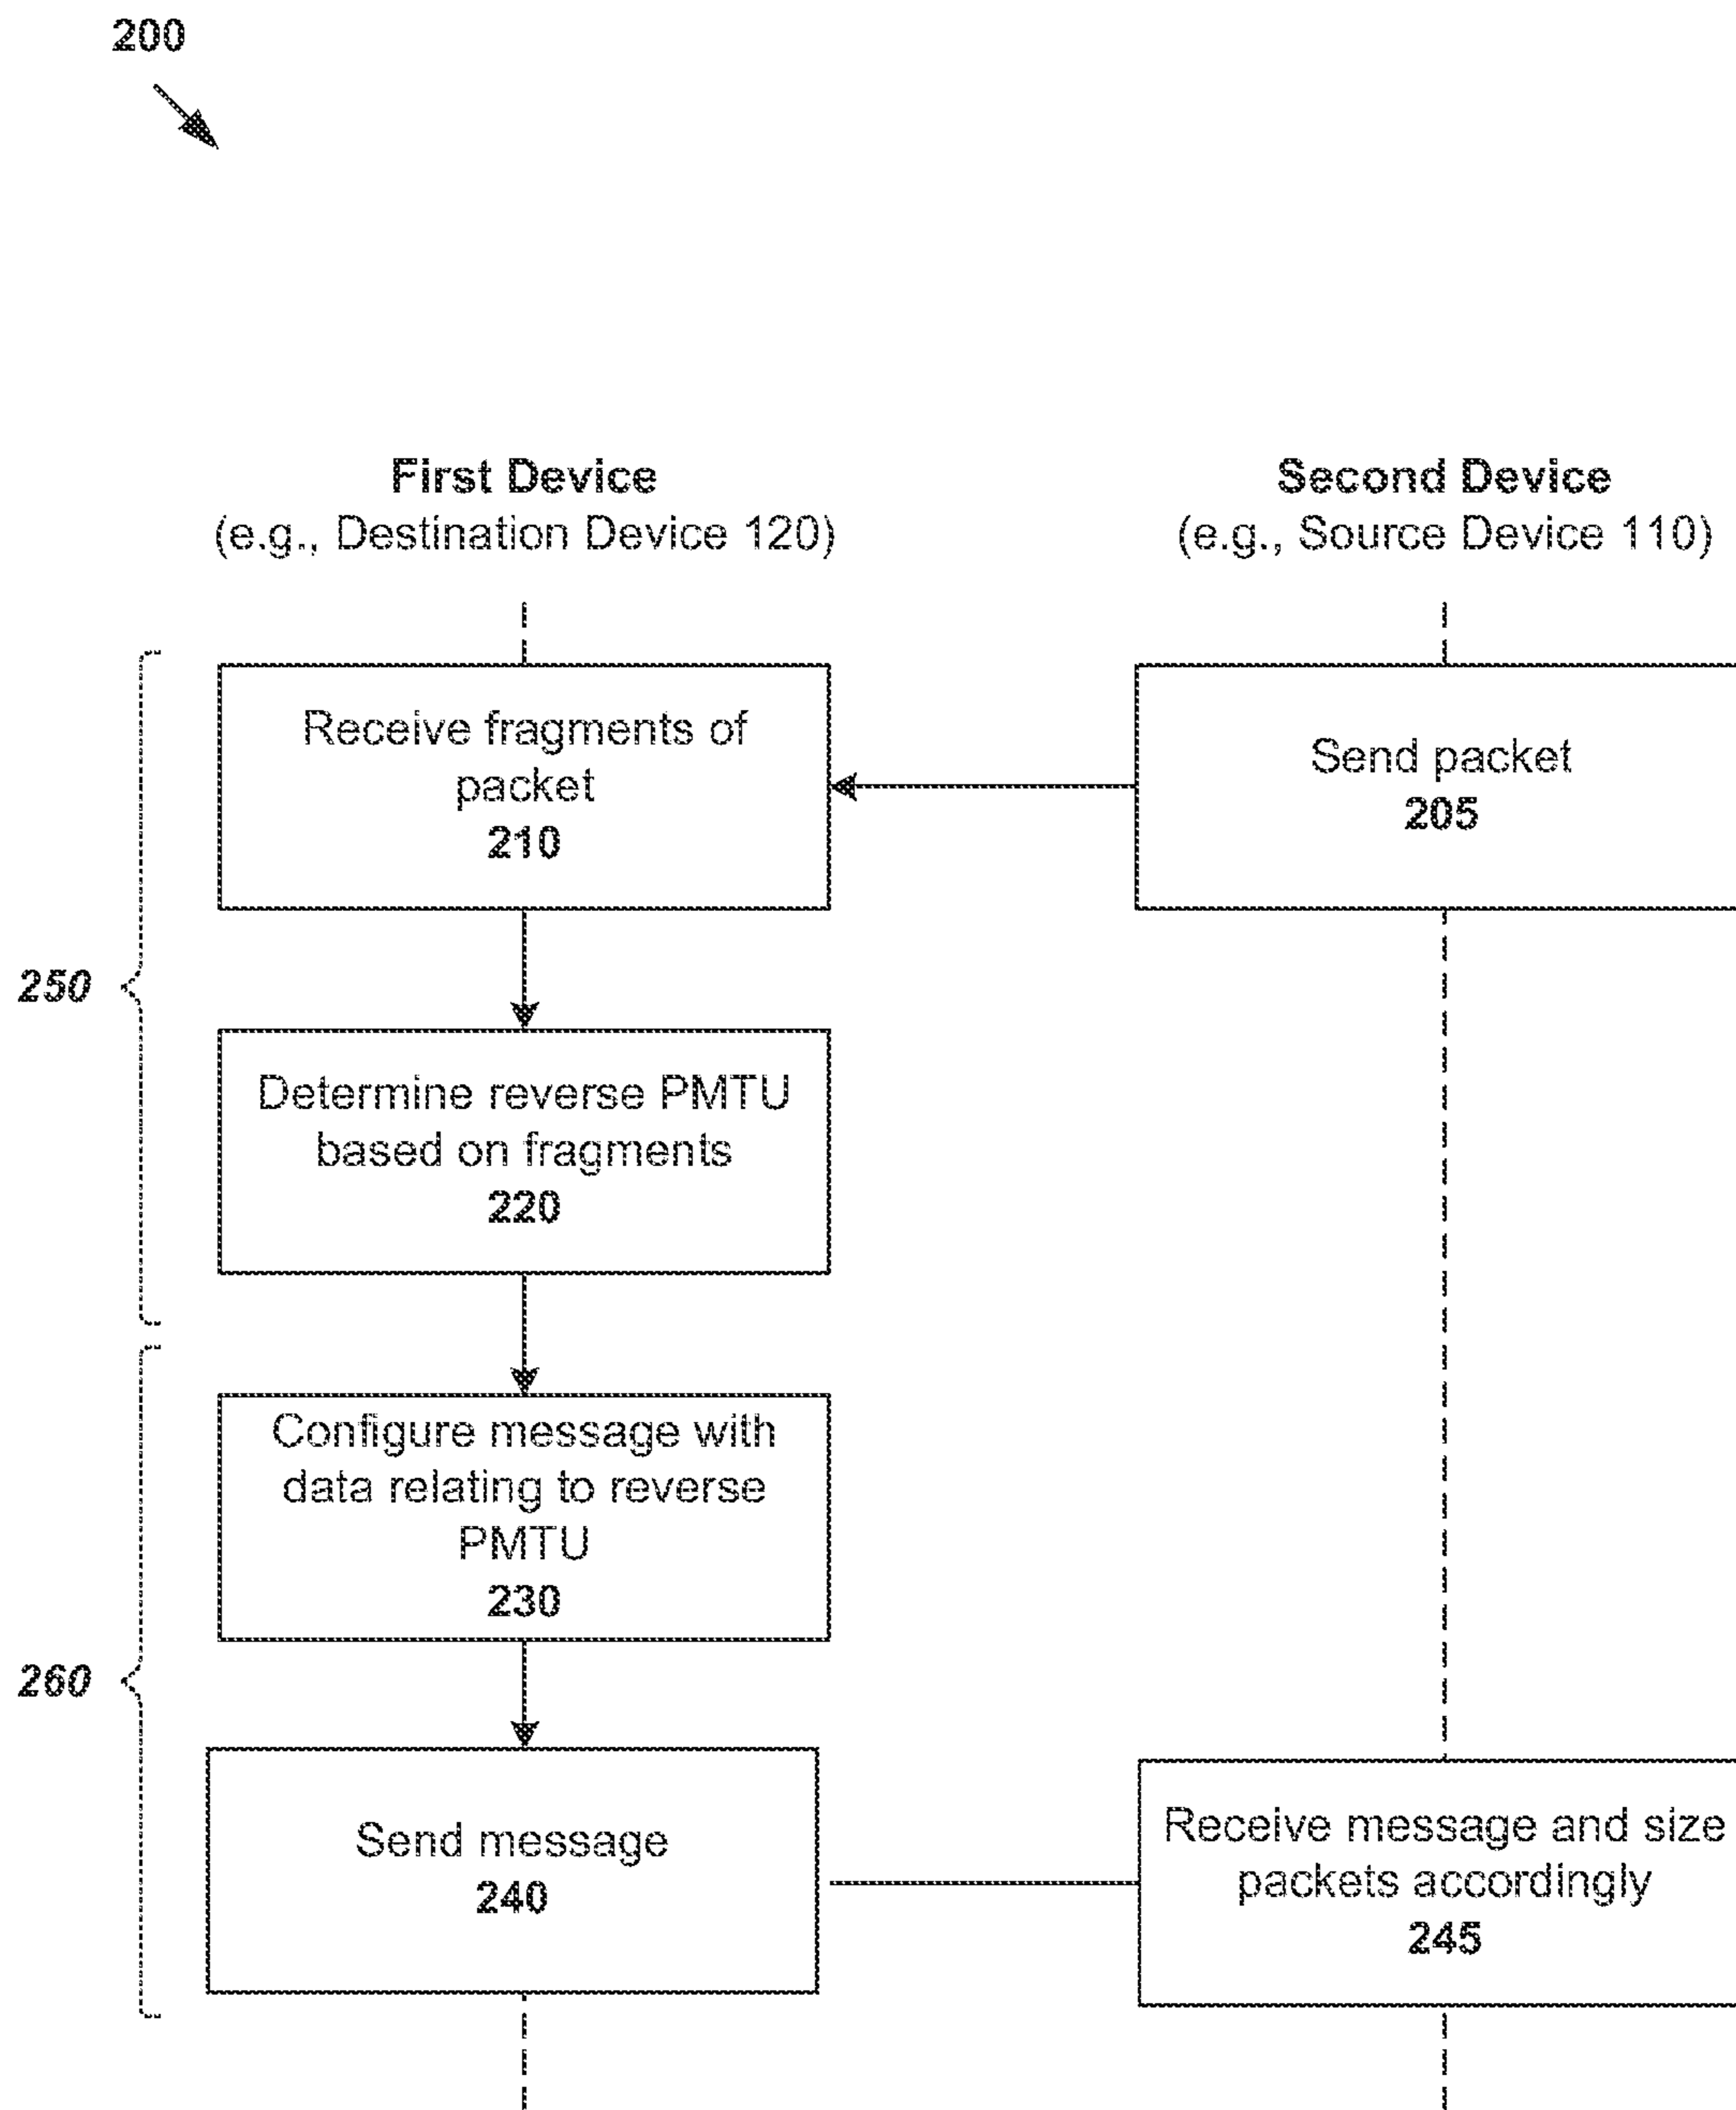 200
First Device
(e.g., Destination Device 120)
Second Device
(e.g., Source Device 110)
Receive fragments of
packet
210
Send packet
205
250
Determine reverse PMTU
based on fragments
220
Configure message with
data relating to reverse
PMTU
230
260
Send message
240
Receive message and size
packets accordingly
245